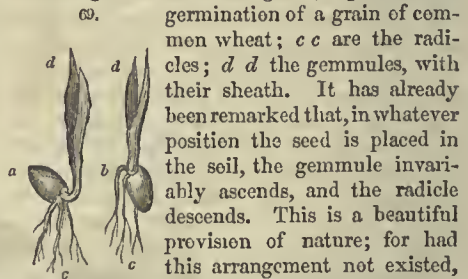 69.
germination of a grain of com-
mon wheat; c c are the radi-
cles; d d the gemmules, with
their sheath. It has already
been remarked that, in whatever
position the seed is placed in
the soil, the gemmule invari-
ably ascends, and the radicle
descends. This is a beautiful
provision of nature; for had
this arrangement not existed,
d
d
a
b
c
c